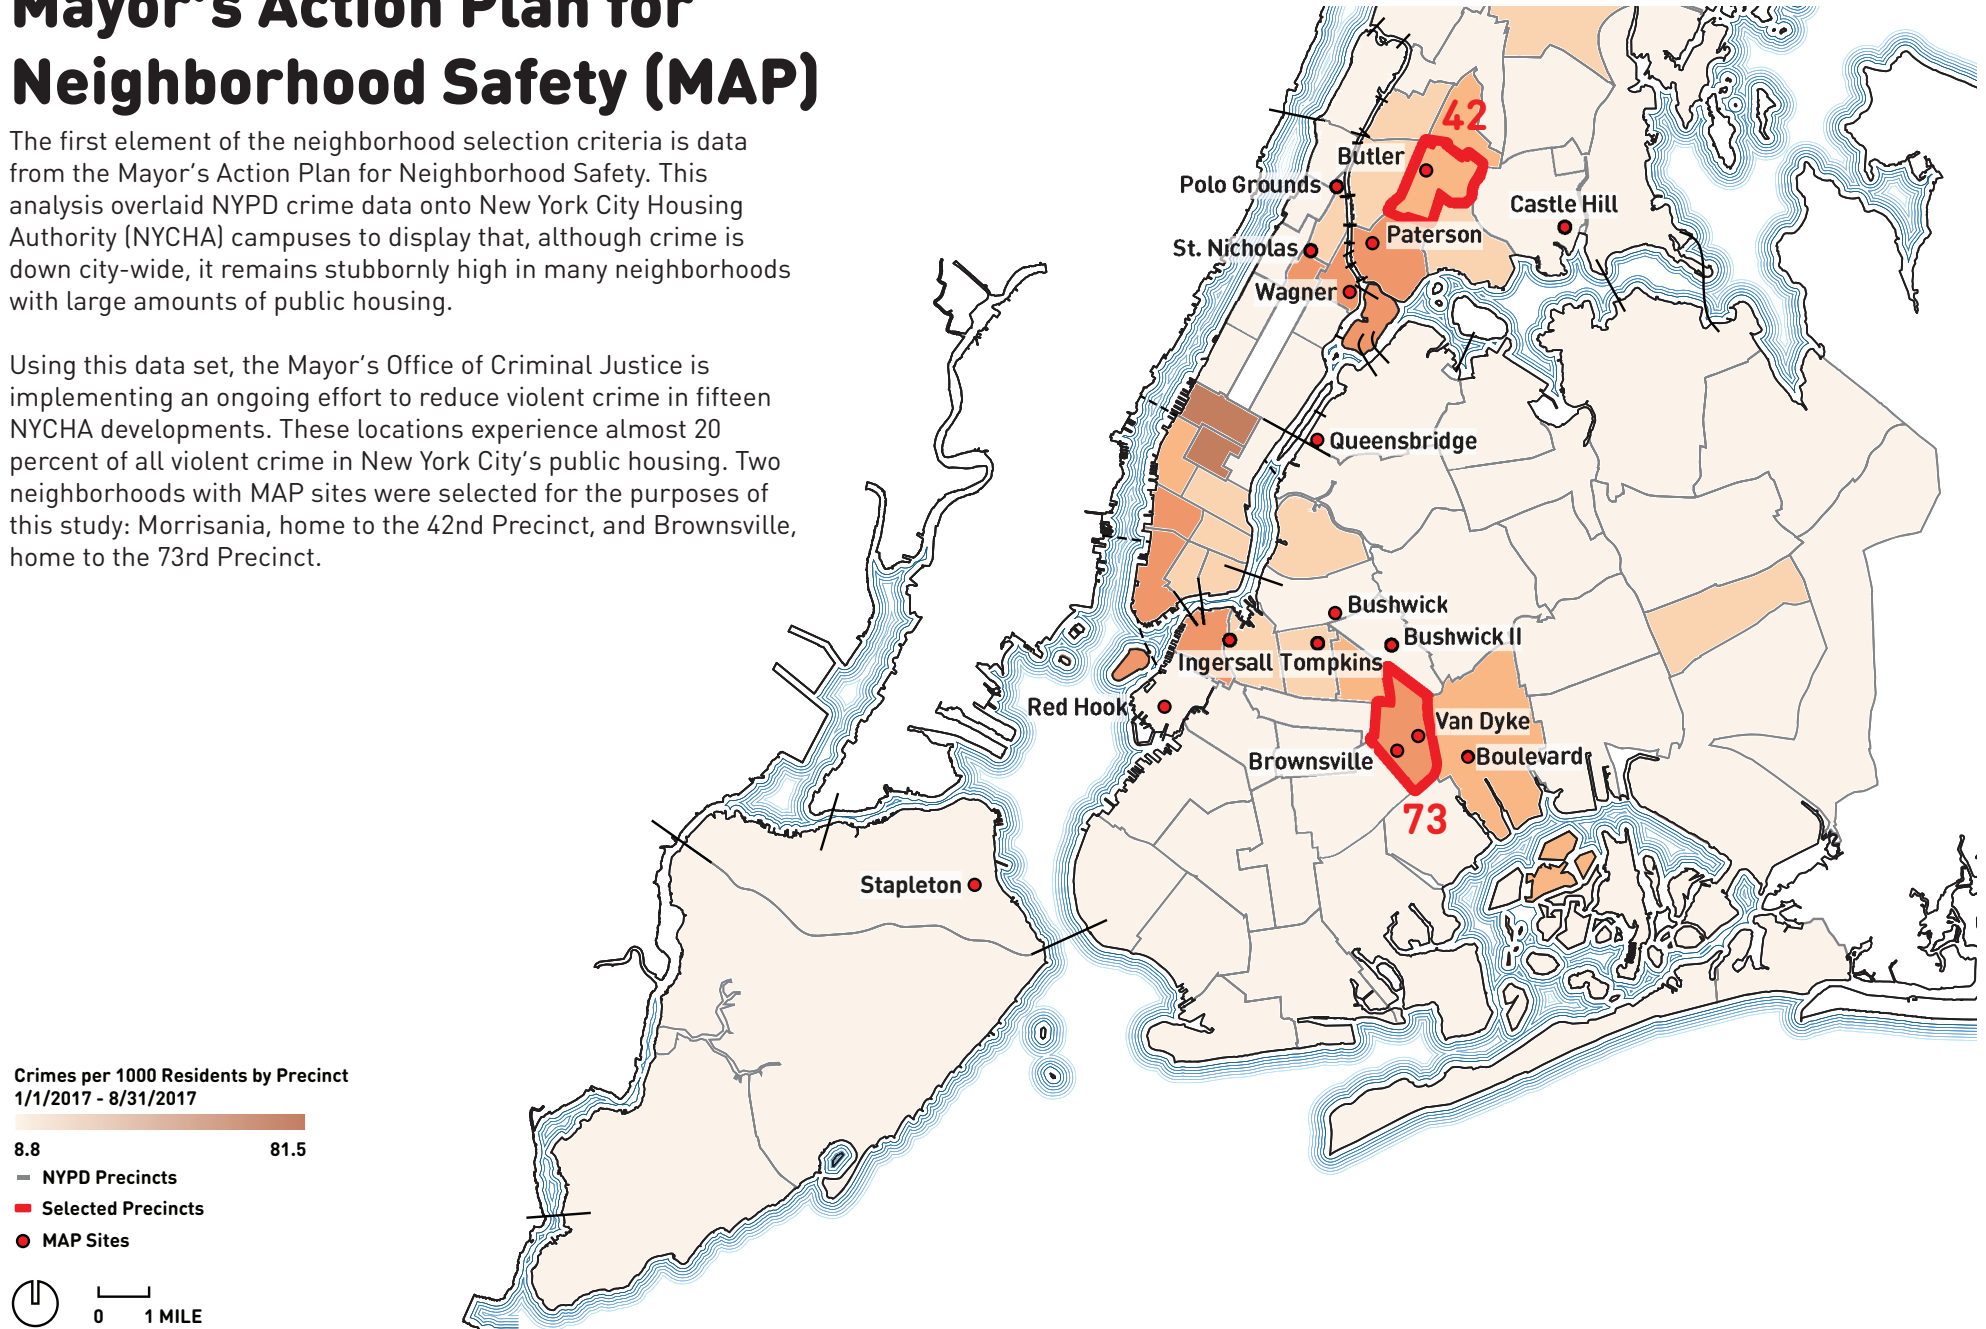 Mayor's Action Plan for
Neighborhood Safety (MAP)
The first element of the neighborhood selection criteria is data
from the Mayor's Action Plan for Neighborhood Safety. This
analysis overlaid NYPD crime data onto New York City Housing
Authority (NYCHA) campuses to display that, although crime is
down city-wide, it remains stubbornly high in many neighborhoods
with large amounts of public housing.
Using this data set, the Mayor's Office of Criminal Justice is
implementing an ongoing effort to reduce violent crime in fifteen
NYCHA developments. These locations experience almost 20
percent of all violent crime in New York City's public housing. Two
neighborhoods with MAP sites were selected for the purposes of
this study: Morrisania, home to the 42nd Precinct, and Brownsville,
home to the 73rd Precinct.
42
Butler
Polo Grounds
Castle Hill
Paterson
St. Nicholas
Wagner
Queensbridge
Bushwick
Bushwick II
Ingersall
Tompkins
Red Hook
Van Dyke
Brownsville
Boulevard
73
Stapleton
Crimes per 1000 Residents by Precinct
1/1/2017 - 8/31/2017
8.8 81.5
NYPD Precincts
Selected Precincts
MAP Sites
0 1 MILE